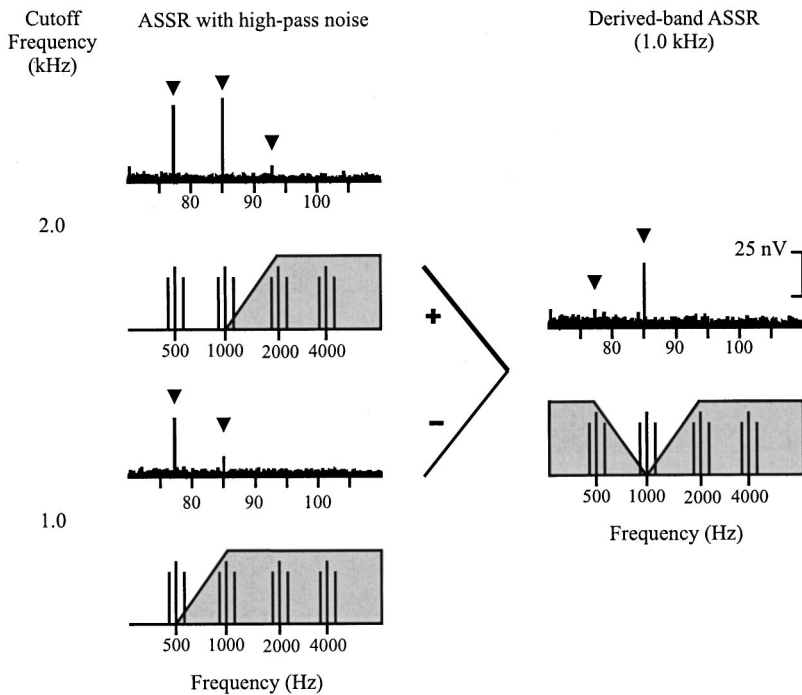 Cutoff
Frequency
(kHz)
ASSR with high-pass noise
Derived-band ASSR
(1.0 kHz)
80 90 100
2.0
500 1000 2000 4000
+
25 nV
80 90 100
80 90 100
-
500 1000 2000 4000
Frequency (Hz)
1.0
500 1000 2000 4000
Frequency (Hz)